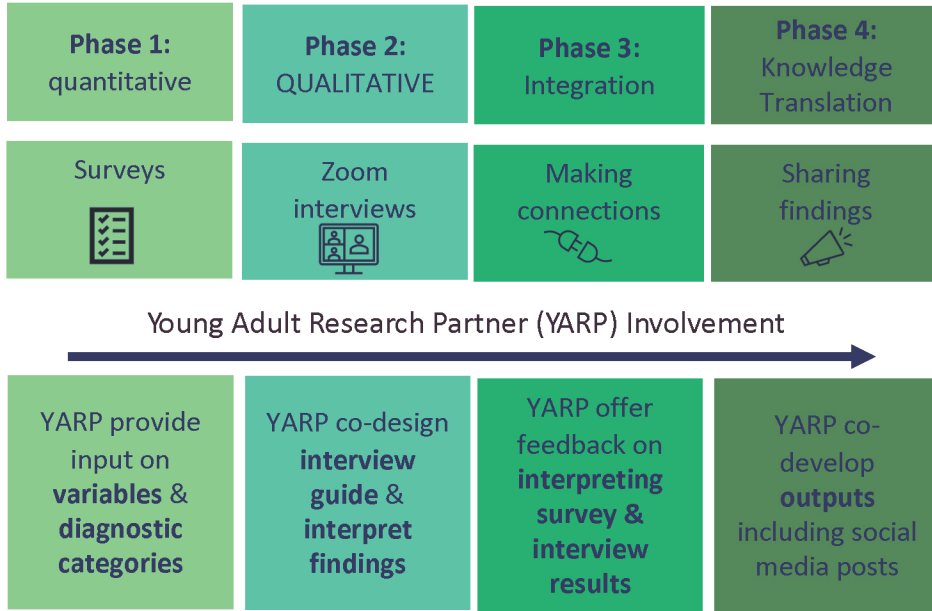 Phase 1:
quantitative
Phase 2:
QUALITATIVE
Phase 3:
Integration
Phase 4:
Knowledge
Translation
Surveys
Zoom
interviews
Making
connections
Sharing
findings
Young Adult Research Partner (YARP) Involvement
YARP provide
input on
variables &
diagnostic
categories
YARP co-design
interview
guide &
interpret
findings
YARP offer
feedback on
interpreting
survey &
interview
results
YARP co-
develop
outputs
including social
media posts